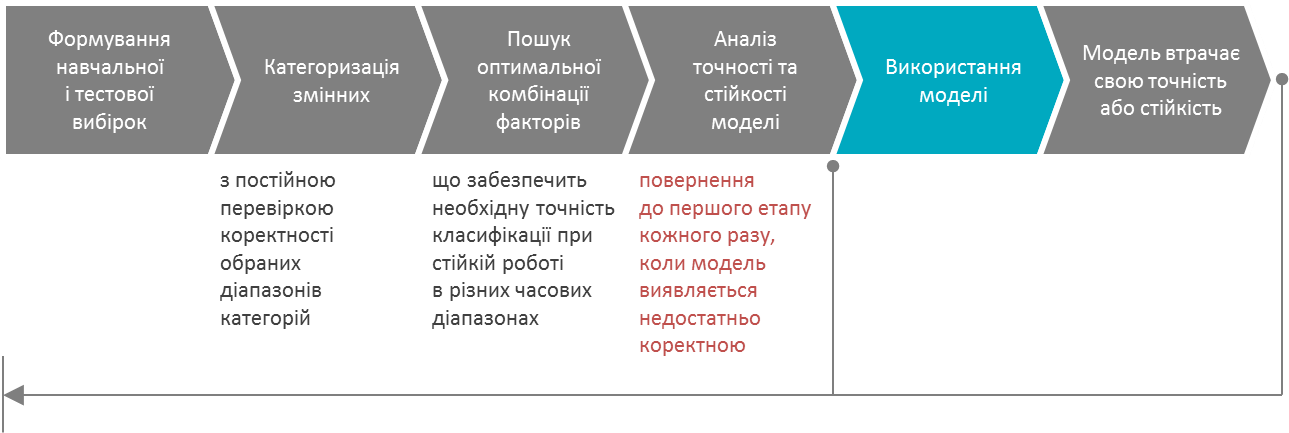 Формування
навчальної
і тестової
вибірок
Категоризація
змінних
Пошук
оптимальної
комбінації
факторів
Аналіз
точності та
стійкості
моделі
Використання
моделі
Модель втрачає
свою точність
або стійкість
з постійною
перевіркою
коректності
обраних
діапазонів
категорій
що забезпечить
необхідну точність
класифікації при
стійкій роботі
в різних часових
діапазонах
повернення
до першого етапу
кожного разу,
коли модель
виявляється
недостатньо
коректною